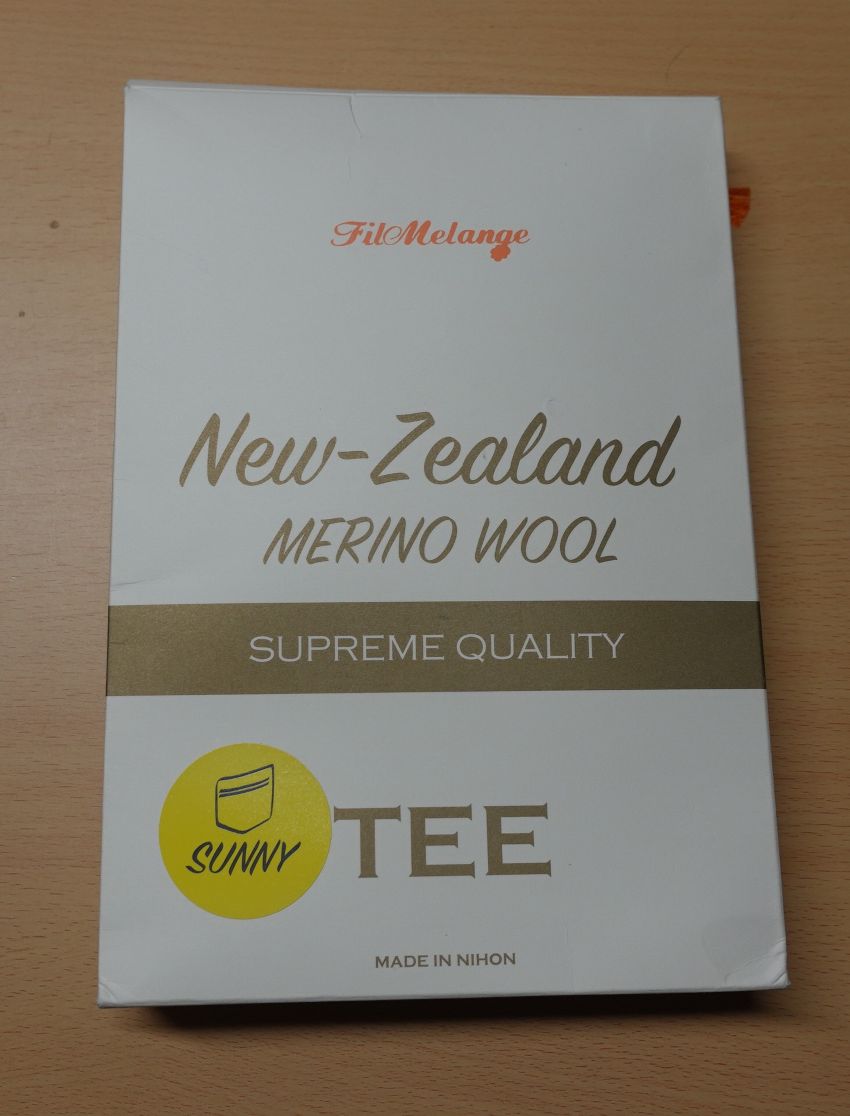 FilMelange
New-Zealand
MERINO WOOL
SUPREME QUALITY
SUNNY TEE
MADE IN NIHON